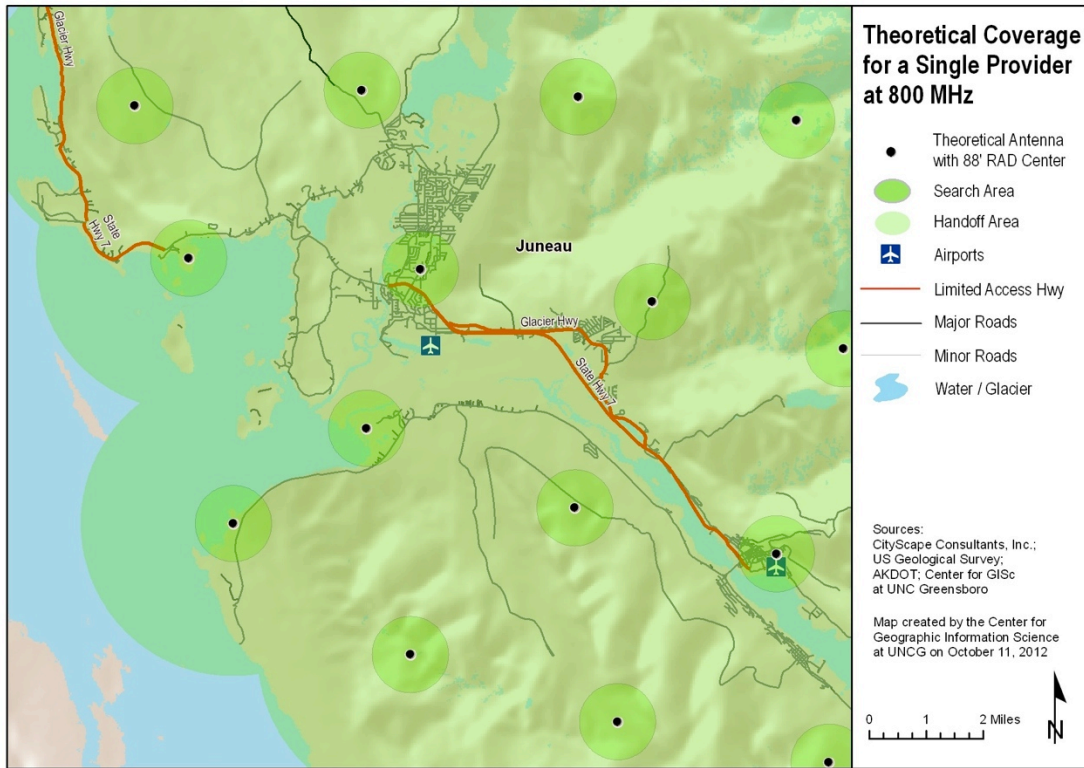 Theoretical Coverage
for a Single Provider
at 800 MHz
Theoretical Antenna
with 88' RAD Center
Search Area
Handoff Area
Airports
Limited Access Hwy
Major Roads
Minor Roads
Water / Glacier
Sources:
CityScape Consultants, Inc.;
US Geological Survey;
AKDOT; Center for GISc
at UNC Greensboro
Map created by the Center for
Geographic Information Science
at UNCG on October 11, 2012
0 1 2 Miles
N
Glacier Hwy
State
Hwy 7
Juneau
Glacier Hwy
State Hwy 7